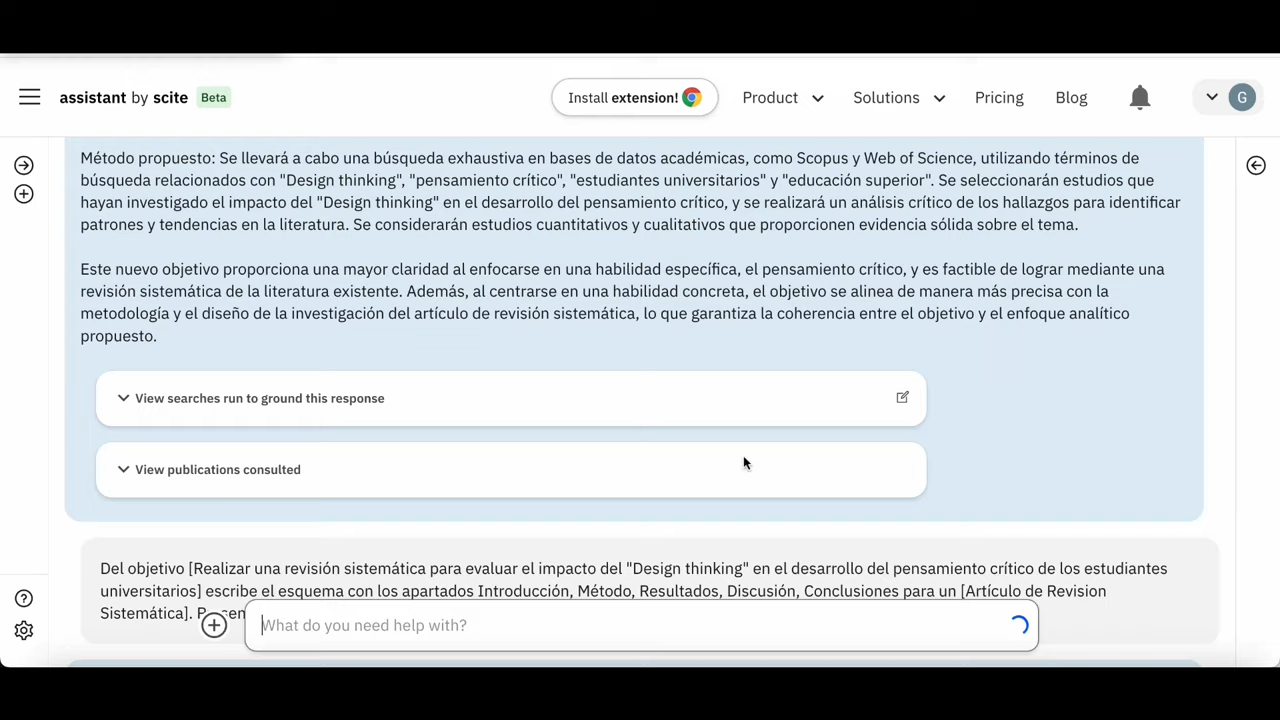 assistant by scite Beta
Install extension!
Product
Solutions
Pricing
Blog
G
Método propuesto: Se llevará a cabo una búsqueda exhaustiva en bases de datos académicas, como Scopus y Web of Science, utilizando términos de
búsqueda relacionados con "Design thinking", "pensamiento crítico", "estudiantes universitarios" y "educación superior". Se seleccionarán estudios que
hayan investigado el impacto del "Design thinking" en el desarrollo del pensamiento crítico, y se realizará un análisis crítico de los hallazgos para identificar
patrones y tendencias en la literatura. Se considerarán estudios cuantitativos y cualitativos que proporcionen evidencia sólida sobre el tema.
Este nuevo objetivo proporciona una mayor claridad al enfocarse en una habilidad específica, el pensamiento crítico, y es factible de lograr mediante una
revisión sistemática de la literatura existente. Además, al centrarse en una habilidad concreta, el objetivo se alinea de manera más precisa con la
metodología y el diseño de la investigación del artículo de revisión sistemática, lo que garantiza la coherencia entre el objetivo y el enfoque analítico
propuesto.
View searches run to ground this response
View publications consulted
Del objetivo [Realizar una revisión sistemática para evaluar el impacto del "Design thinking" en el desarrollo del pensamiento crítico de los estudiantes
universitarios] escribe el esquema con los apartados Introducción, Método, Resultados, Discusión, Conclusiones para un [Artículo de Revision
Sistemática].
What do you need help with?